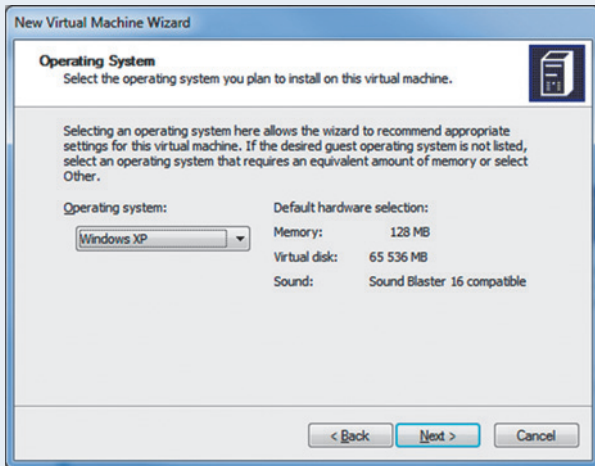 New Virtual Machine Wizard
Operating System
Select the operating system you plan to install on this virtual machine.
Selecting an operating system here allows the wizard to recommend appropriate
settings for this virtual machine. If the desired guest operating system is not listed,
select an operating system that requires an equivalent amount of memory or select
Other.
Operating system:
Windows XP
Default hardware selection:
Memory: 128 MB
Virtual disk: 65 536 MB
Sound: Sound Blaster 16 compatible
< Back Next > Cancel